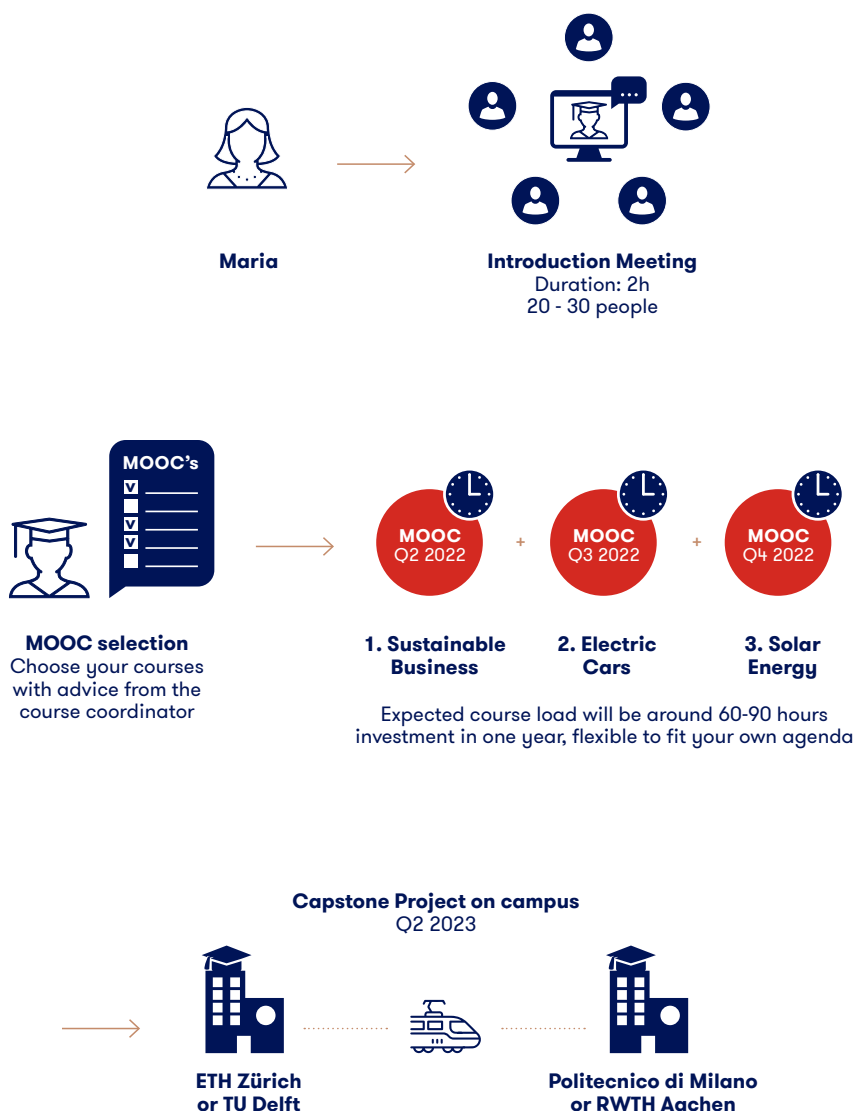 Maria
Introduction Meeting
Duration: 2h
20 - 30 people
MOOC's
v
v
v
MOOC selection
Choose your courses
with advice from the
course coordinator
MOOC
Q2 2022
+
MOOC
Q3 2022
+
MOOC
Q4 2022
1. Sustainable
Business
2. Electric
Cars
3. Solar
Energy
Expected course load will be around 60-90 hours
investment in one year, flexible to fit your own agenda
Capstone Project on campus
Q2 2023
ETH Zürich
or TU Delft
Politecnico di Milano
or RWTH Aachen